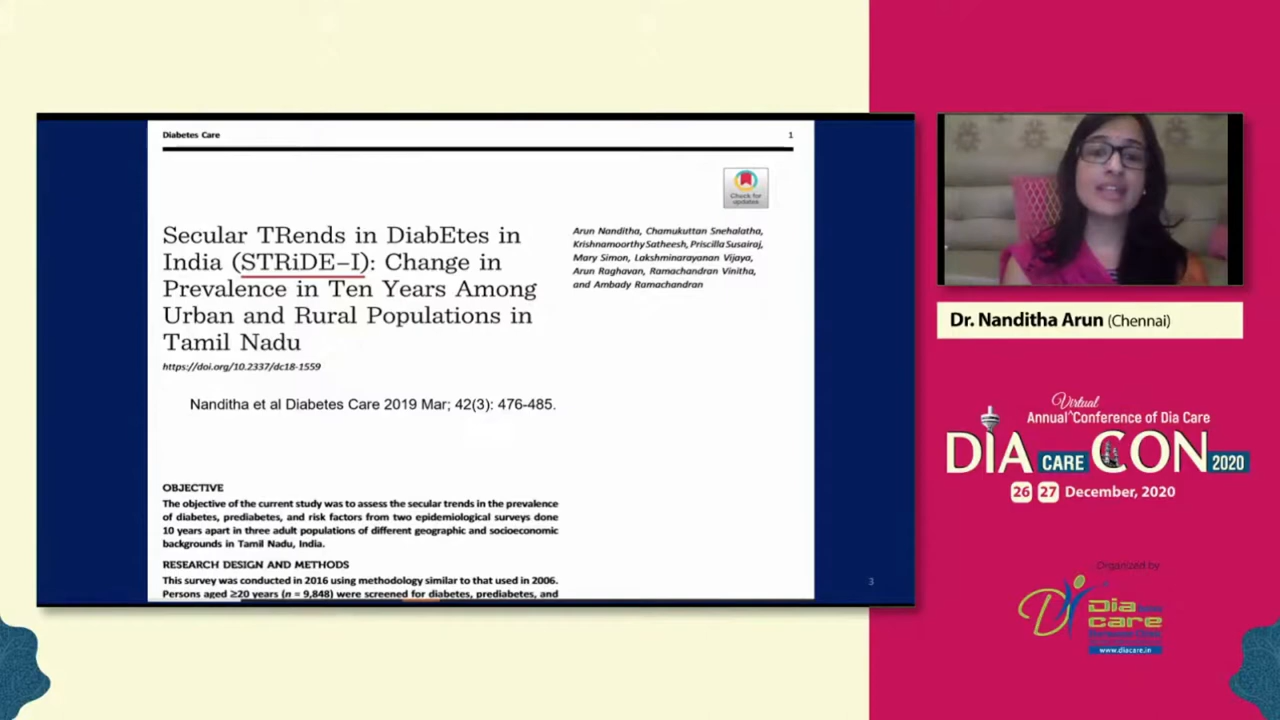 Diabetes Care
1
Check for
updates
Secular TRends in DiabEtes in
India (STRiDE–I): Change in
Prevalence in Ten Years Among
Urban and Rural Populations in
Tamil Nadu
https://doi.org/10.2337/dc18-1559
Arun Nanditha, Chamukuttan Snehalatha,
Krishnamoorthy Satheesh, Priscilla Susairaj,
Mary Simon, Lakshminarayanan Vijaya,
Arun Raghavan, Ramachandran Vinitha,
and Ambady Ramachandran
Nanditha et al Diabetes Care 2019 Mar; 42(3): 476-485.
OBJECTIVE
The objective of the current study was to assess the secular trends in the prevalence
of diabetes, prediabetes, and risk factors from two epidemiological surveys done
10 years apart in three adult populations of different geographic and socioeconomic
backgrounds in Tamil Nadu, India.
RESEARCH DESIGN AND METHODS
This survey was conducted in 2016 using methodology similar to that used in 2006.
Persons aged ≥20 years (n = 9,848) were screened for diabetes, prediabetes, and
3
Dr. Nanditha Arun (Chennai)
Virtual
Annual^Conference of Dia Care
DIA CARE CON 2020
26 27 December, 2020
Organized by
Dia
care
www.diacare.in